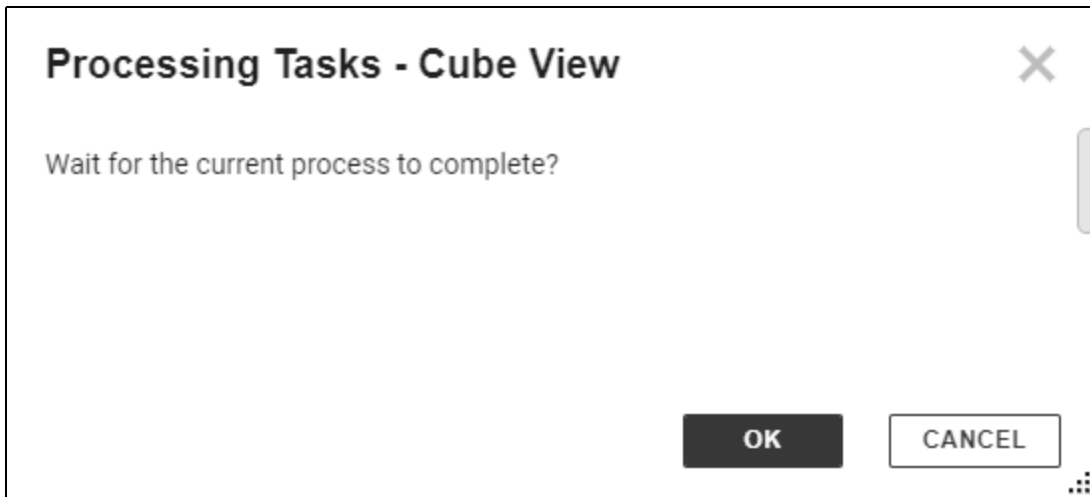 Processing Tasks - Cube View
Wait for the current process to complete?
OK
CANCEL